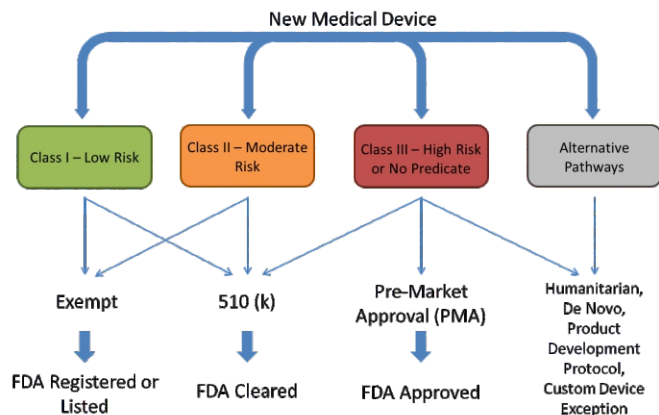 New Medical Device
Class I – Low Risk
Class II – Moderate
Risk
Class III – High Risk
or No Predicate
Alternative
Pathways
Exempt
510 (k)
Pre-Market
Approval (PMA)
Humanitarian,
De Novo,
Product
Development
Protocol,
Custom Device
Exception
FDA Registered or
Listed
FDA Cleared
FDA Approved